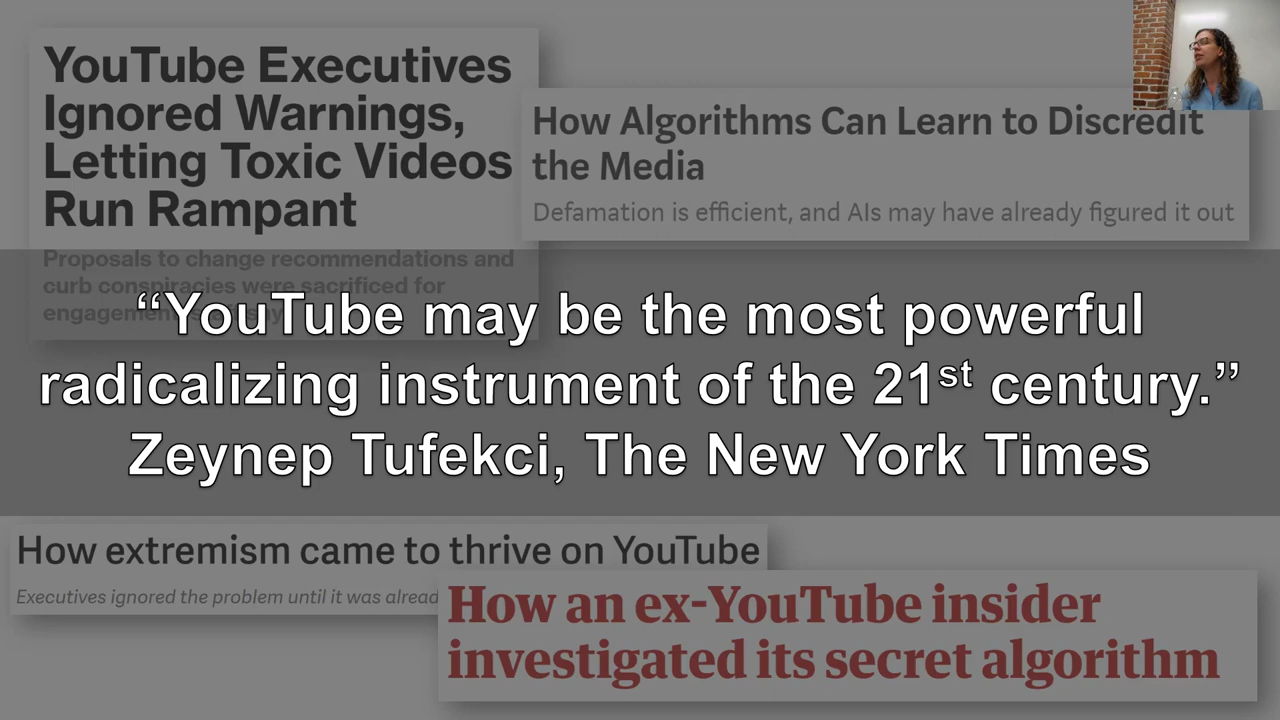 YouTube Executives
Ignored Warnings,
Letting Toxic Videos
Run Rampant
Proposals to change recommendations and
curb conspiracies were sacrificed for
engagement
How Algorithms Can Learn to Discredit
the Media
Defamation is efficient, and AIs may have already figured it out
“YouTube may be the most powerful
radicalizing instrument of the 21st century.”
Zeynep Tufekci, The New York Times
How extremism came to thrive on YouTube
Executives ignored the problem until it was
How an ex-YouTube insider
investigated its secret algorithm